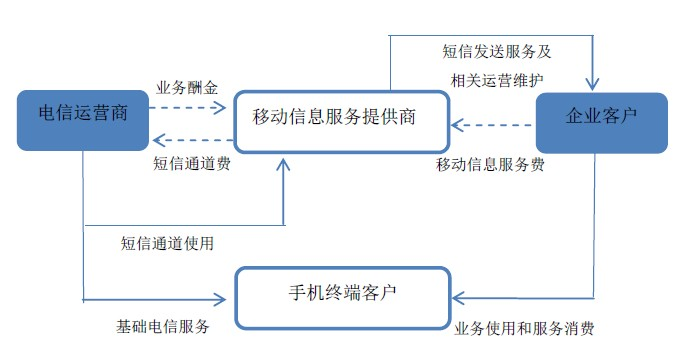 短信发送服务及
相关运营维护
业务酬金
电信运营商
移动信息服务提供商
企业客户
短信通道费
移动信息服务费
短信通道使用
手机终端客户
基础电信服务
业务使用和服务消费